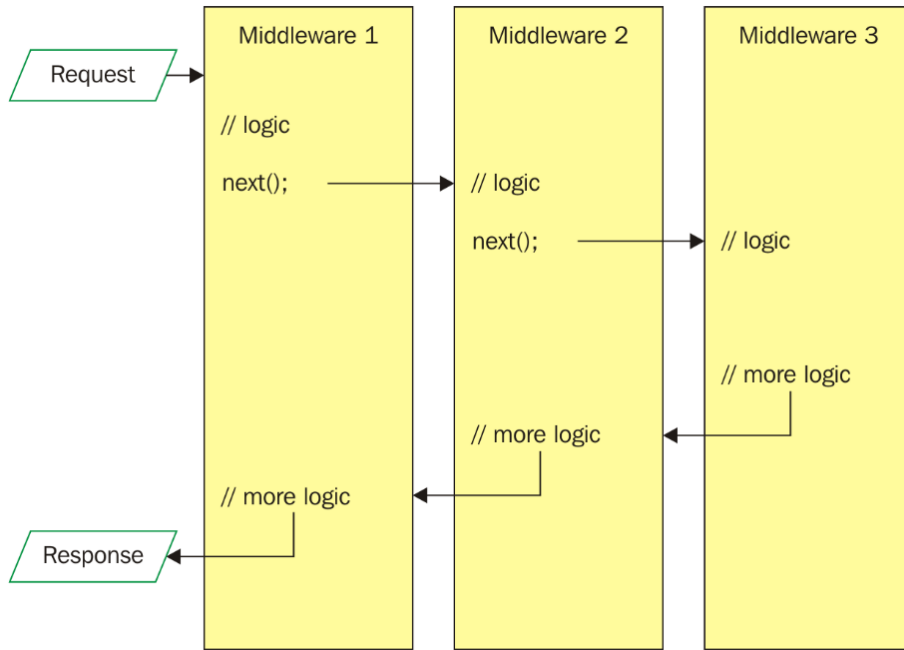 Middleware 1
Middleware 2
Middleware 3
Request
// logic
next();
// logic
next();
// logic
// more logic
// more logic
// more logic
Response